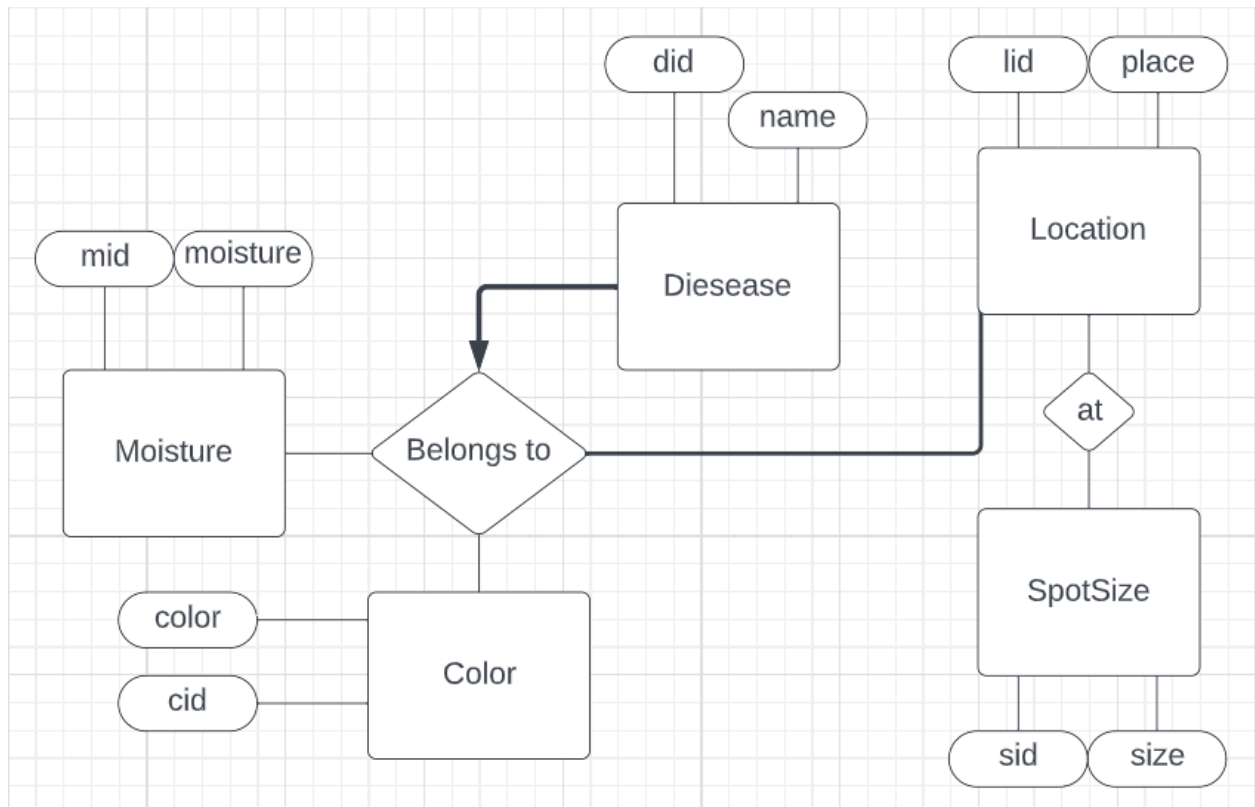 did
lid
place
name
Location
mid
moisture
Diesease
at
Moisture
Belongs to
SpotSize
color
Color
cid
sid
size